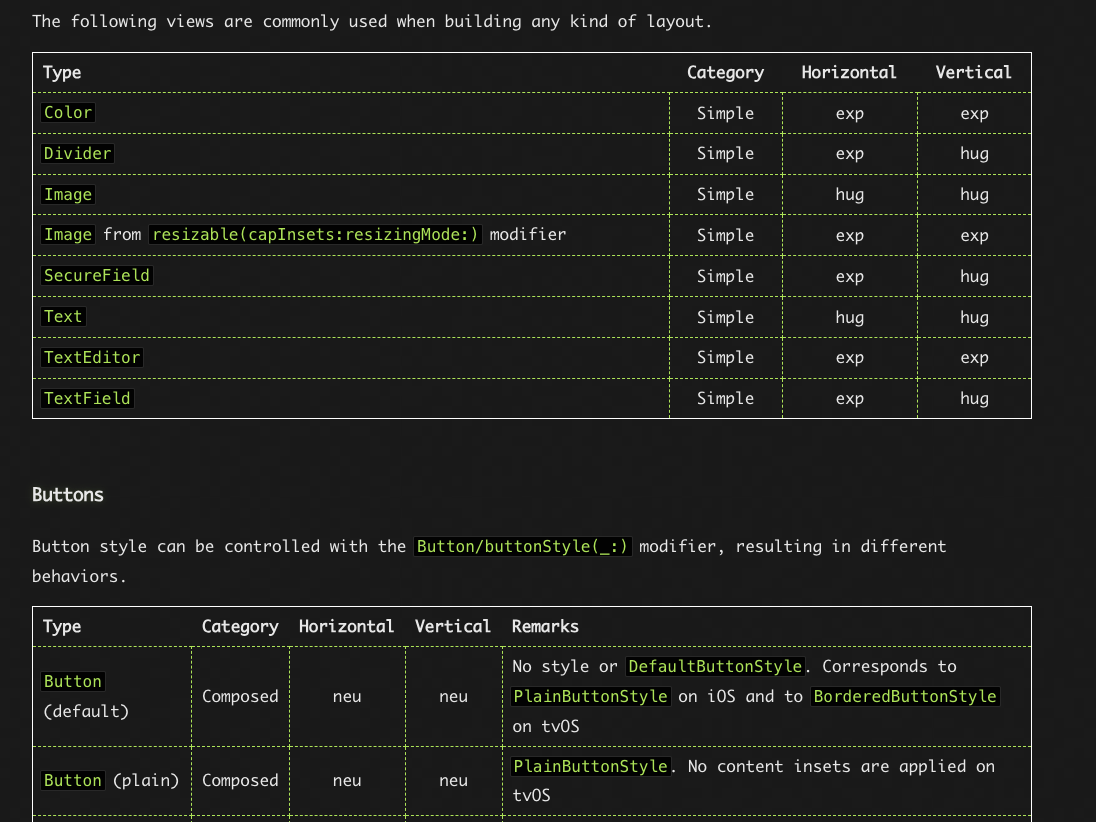 The following views are commonly used when building any kind of layout.
Type Category Horizontal Vertical
Color Simple exp exp
Divider Simple exp hug
Image Simple hug hug
Image from resizable(capInsets:resizingMode:) modifier Simple exp exp
SecureField Simple exp hug
Text Simple hug hug
TextEditor Simple exp exp
TextField Simple exp hug
Buttons
Button style can be controlled with the Button/buttonStyle(_:) modifier, resulting in different
behaviors.
Type Category Horizontal Vertical Remarks
Button
(default)
Composed neu neu
No style or DefaultButtonStyle. Corresponds to
PlainButtonStyle on iOS and to BorderedButtonStyle
on tvOS
Button (plain) Composed neu neu
PlainButtonStyle. No content insets are applied on
tvOS